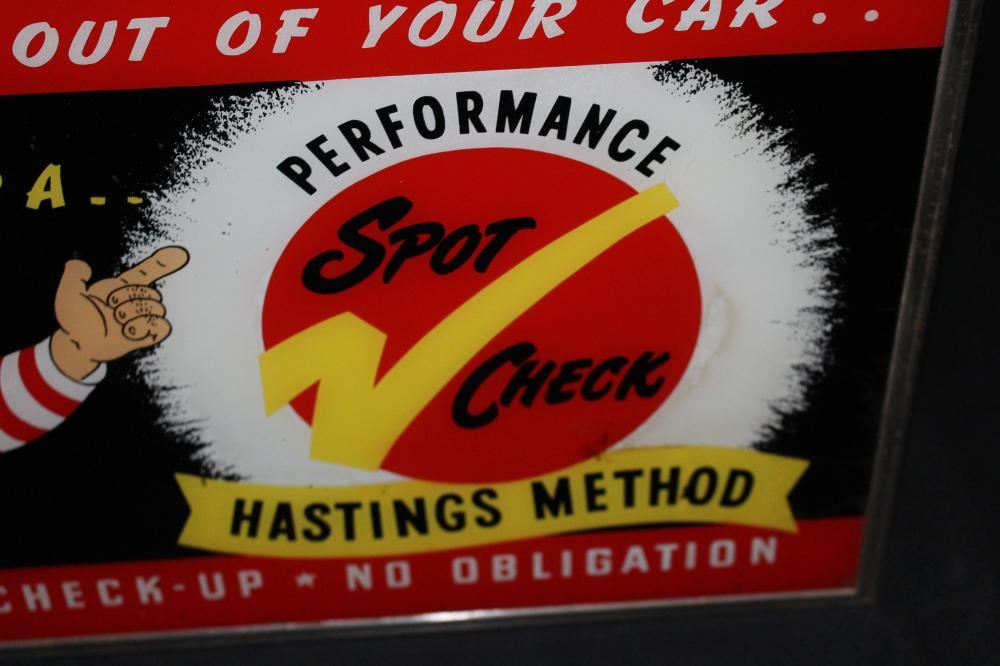 OUT OF YOUR CAR..
A..
PERFORMANCE
SPOT
CHECK
HASTINGS METHOD
CHECK-UP ★ NO OBLIGATION